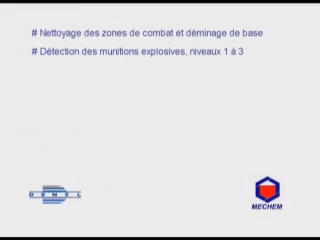 # Nettoyage des zones de combat et déminage de base
# Détection des munitions explosives, niveaux 1 à 3
DENEL
MECHEM